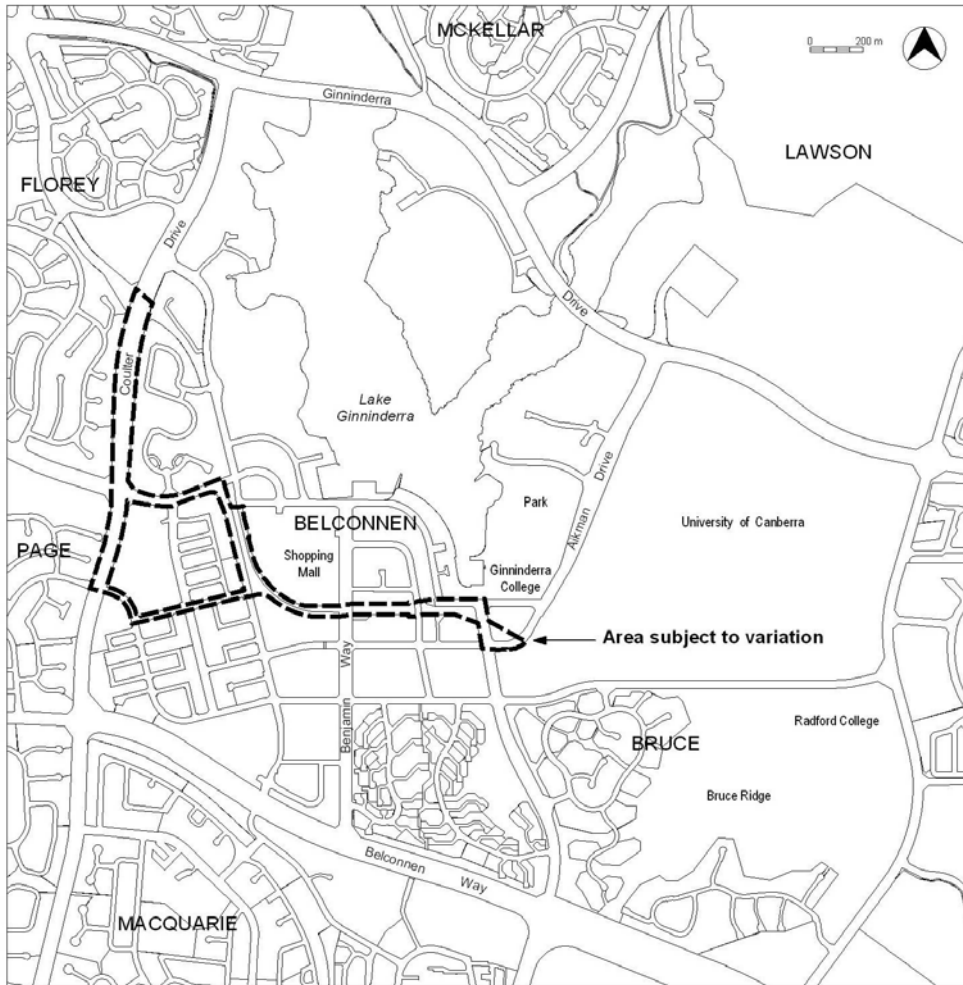 MCKELLAR
0 200 m
Ginninderra
LAWSON
FLOREY
Drive
Drive
Coulter
Lake
Ginninderra
Drive
Park
Aikman
University of Canberra
BELCONNEN
PAGE
Shopping
Mall
Ginninderra
College
Area subject to variation
Way
Benjamin
BRUCE
Radford College
Bruce Ridge
Belconnen
Way
MACQUARIE